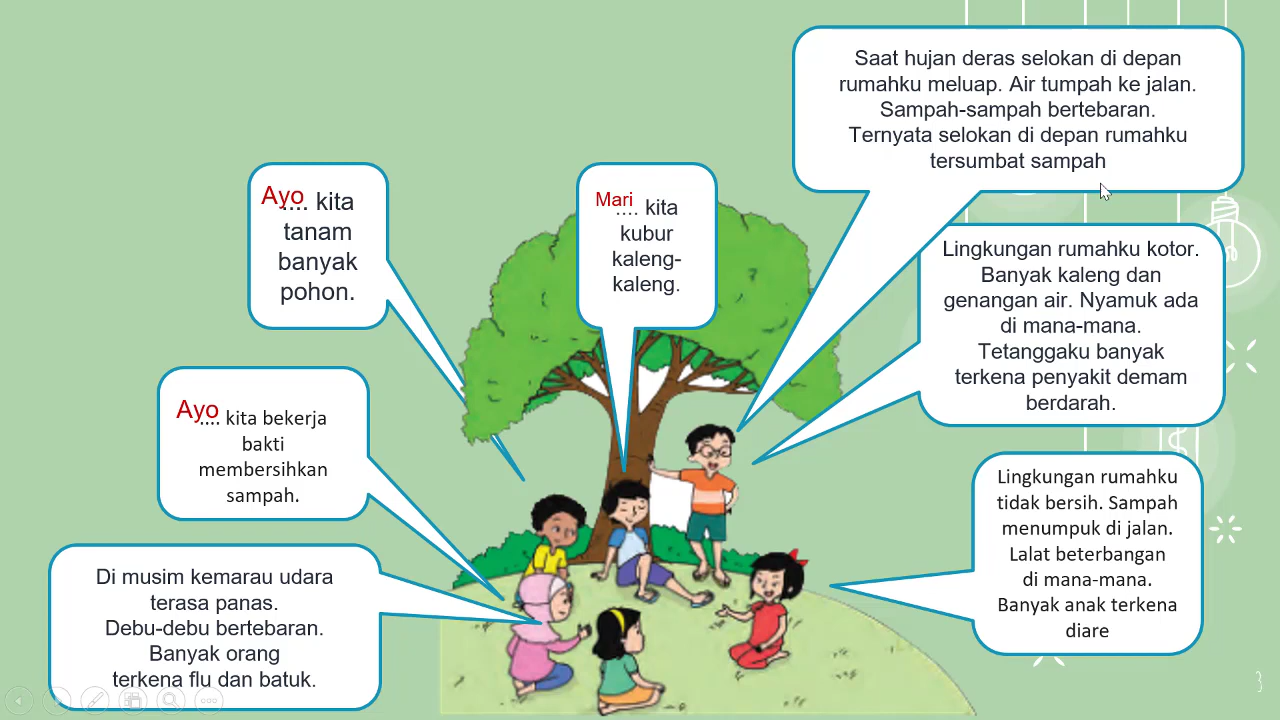 Saat hujan deras selokan di depan
rumahku meluap. Air tumpah ke jalan.
Sampah-sampah bertebaran.
Ternyata selokan di depan rumahku
tersumbat sampah
Ayo .... kita
tanam
banyak
pohon.
Mari .... kita
kubur
kaleng-
kaleng.
Lingkungan rumahku kotor.
Banyak kaleng dan
genangan air. Nyamuk ada
di mana-mana.
Tetanggaku banyak
terkena penyakit demam
berdarah.
Ayo .... kita bekerja
bakti
membersihkan
sampah.
Lingkungan rumahku
tidak bersih. Sampah
menumpuk di jalan.
Lalat beterbangan
di mana-mana.
Banyak anak terkena
diare
Di musim kemarau udara
terasa panas.
Debu-debu bertebaran.
Banyak orang
terkena flu dan batuk.
3